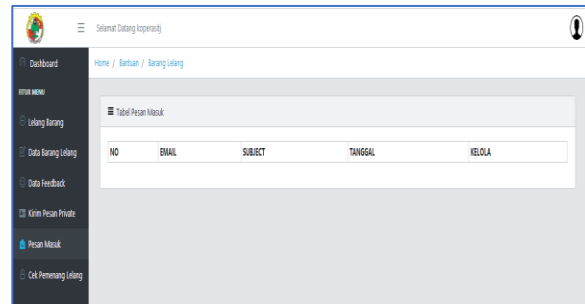 Selamat Datang koperasitj
Dashboard
Home / Bantuan / Barang Lelang
FITUR MENU
Tabel Pesan Masuk
Lelang Barang
NO EMAIL SUBJECT TANGGAL KELOLA
Data Barang Lelang
Data Feedback
Kirim Pesan Private
Pesan Masuk
Cek Pemenang Lelang